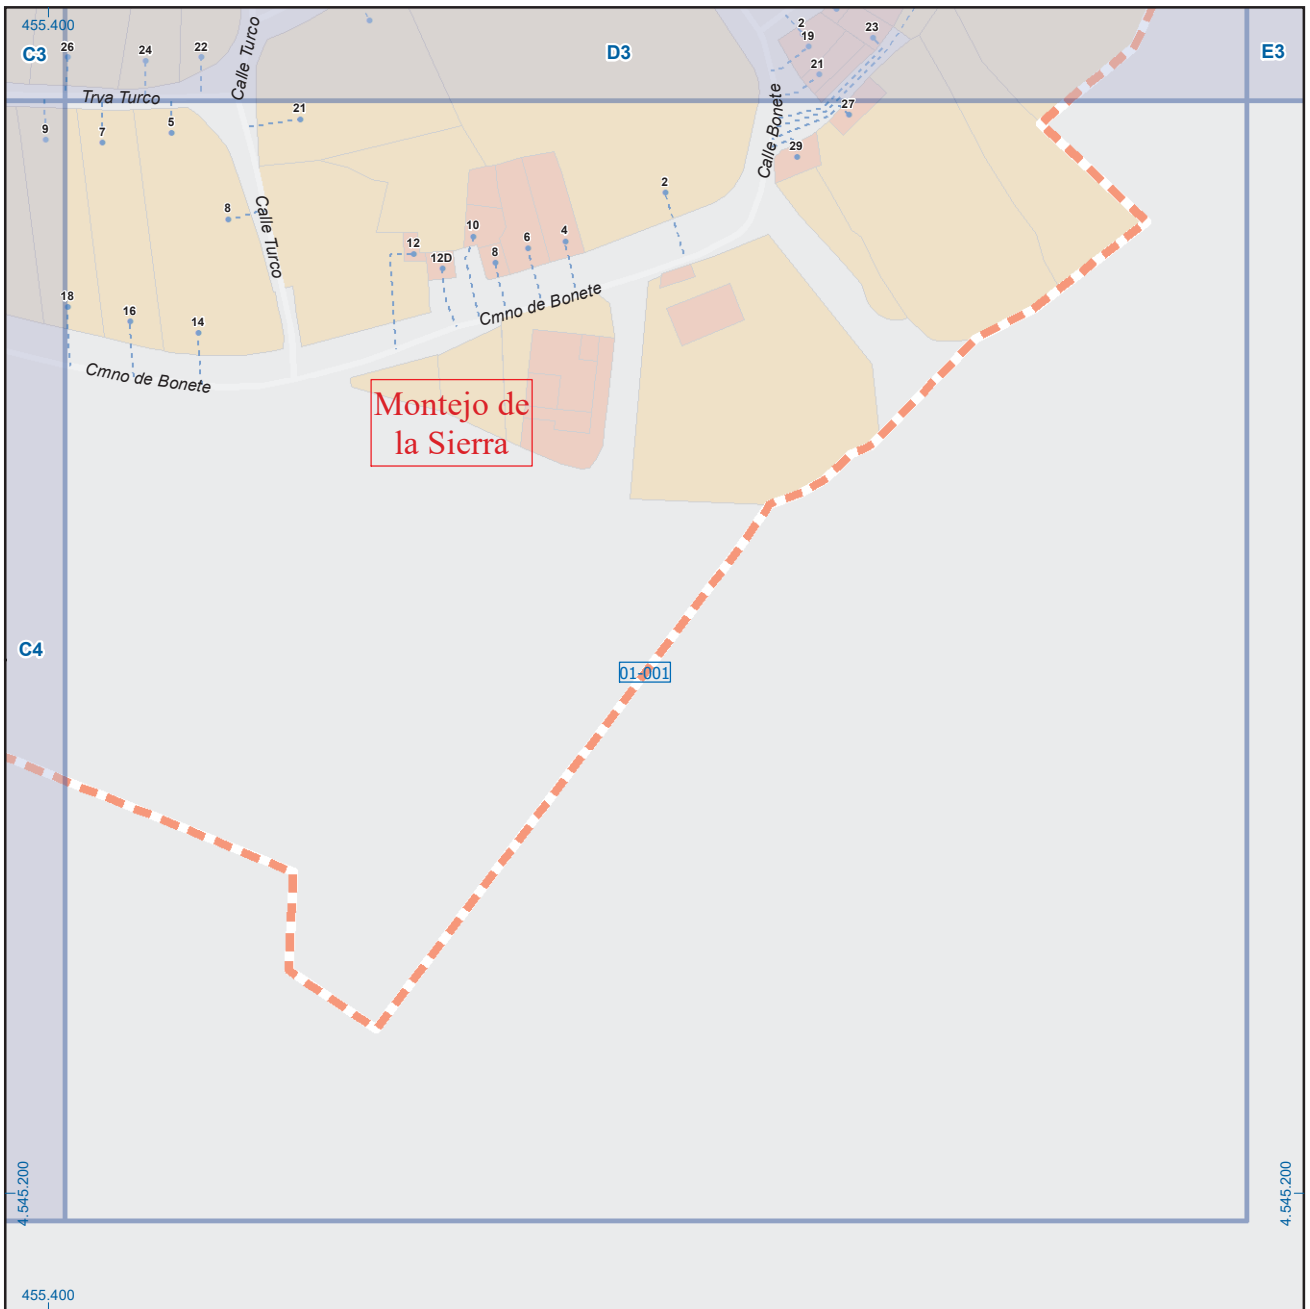 455.400
C3
D3
E3
2
26
24
22
Calle Turco
19
23
21
Trva Turco
27
9
7
5
21
Calle Bonete
29
8
Calle Turco
2
10
12
12D
8
6
4
18
16
14
Cmno de Bonete
Cmno de Bonete
Montejo de
la Sierra
C4
01-001
4.545.200
4.545.200
455.400